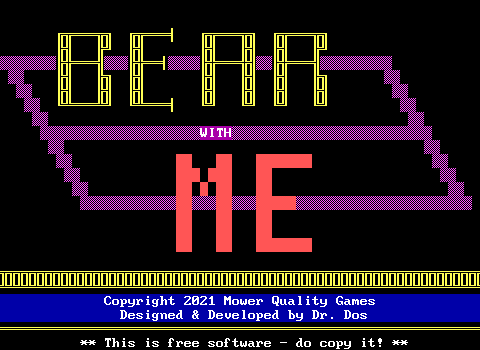 BEAR
WITH
ME
Copyright 2021 Mower Quality Games
Designed & Developed by Dr. Dos
** This is free software - do copy it! **